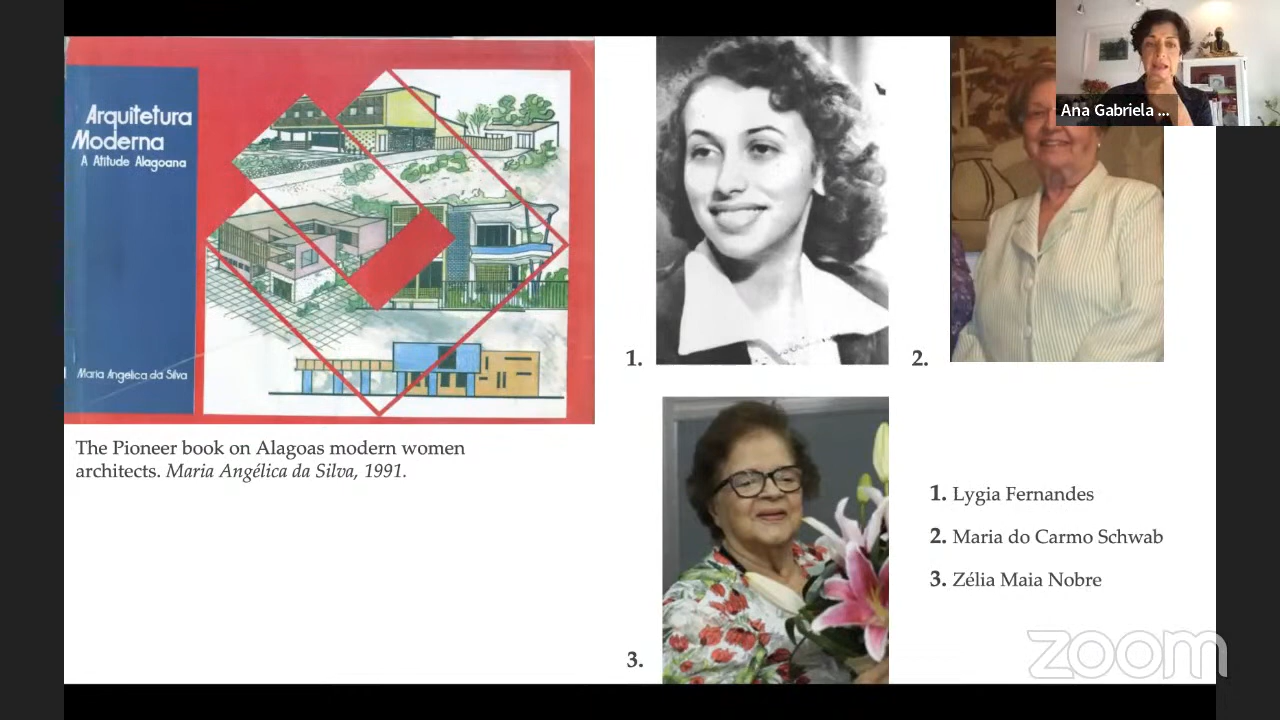 Arquitetura
Moderna
A Atitude Alagoana
Maria Angelica da Silva
The Pioneer book on Alagoas modern women
architects. Maria Angélica da Silva, 1991.
1.
2.
3.
1. Lygia Fernandes
2. Maria do Carmo Schwab
3. Zélia Maia Nobre
Ana Gabriela ...
zoom